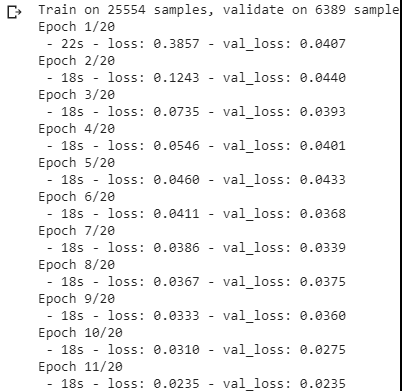 Train on 25554 samples, validate on 6389 sample
Epoch 1/20
- 22s - loss: 0.3857 - val_loss: 0.0407
Epoch 2/20
- 18s - loss: 0.1243 - val_loss: 0.0440
Epoch 3/20
- 18s - loss: 0.0735 - val_loss: 0.0393
Epoch 4/20
- 18s - loss: 0.0546 - val_loss: 0.0401
Epoch 5/20
- 18s - loss: 0.0460 - val_loss: 0.0433
Epoch 6/20
- 18s - loss: 0.0411 - val_loss: 0.0368
Epoch 7/20
- 18s - loss: 0.0386 - val_loss: 0.0339
Epoch 8/20
- 18s - loss: 0.0367 - val_loss: 0.0375
Epoch 9/20
- 18s - loss: 0.0333 - val_loss: 0.0360
Epoch 10/20
- 18s - loss: 0.0310 - val_loss: 0.0275
Epoch 11/20
- 18s - loss: 0.0235 - val_loss: 0.0235